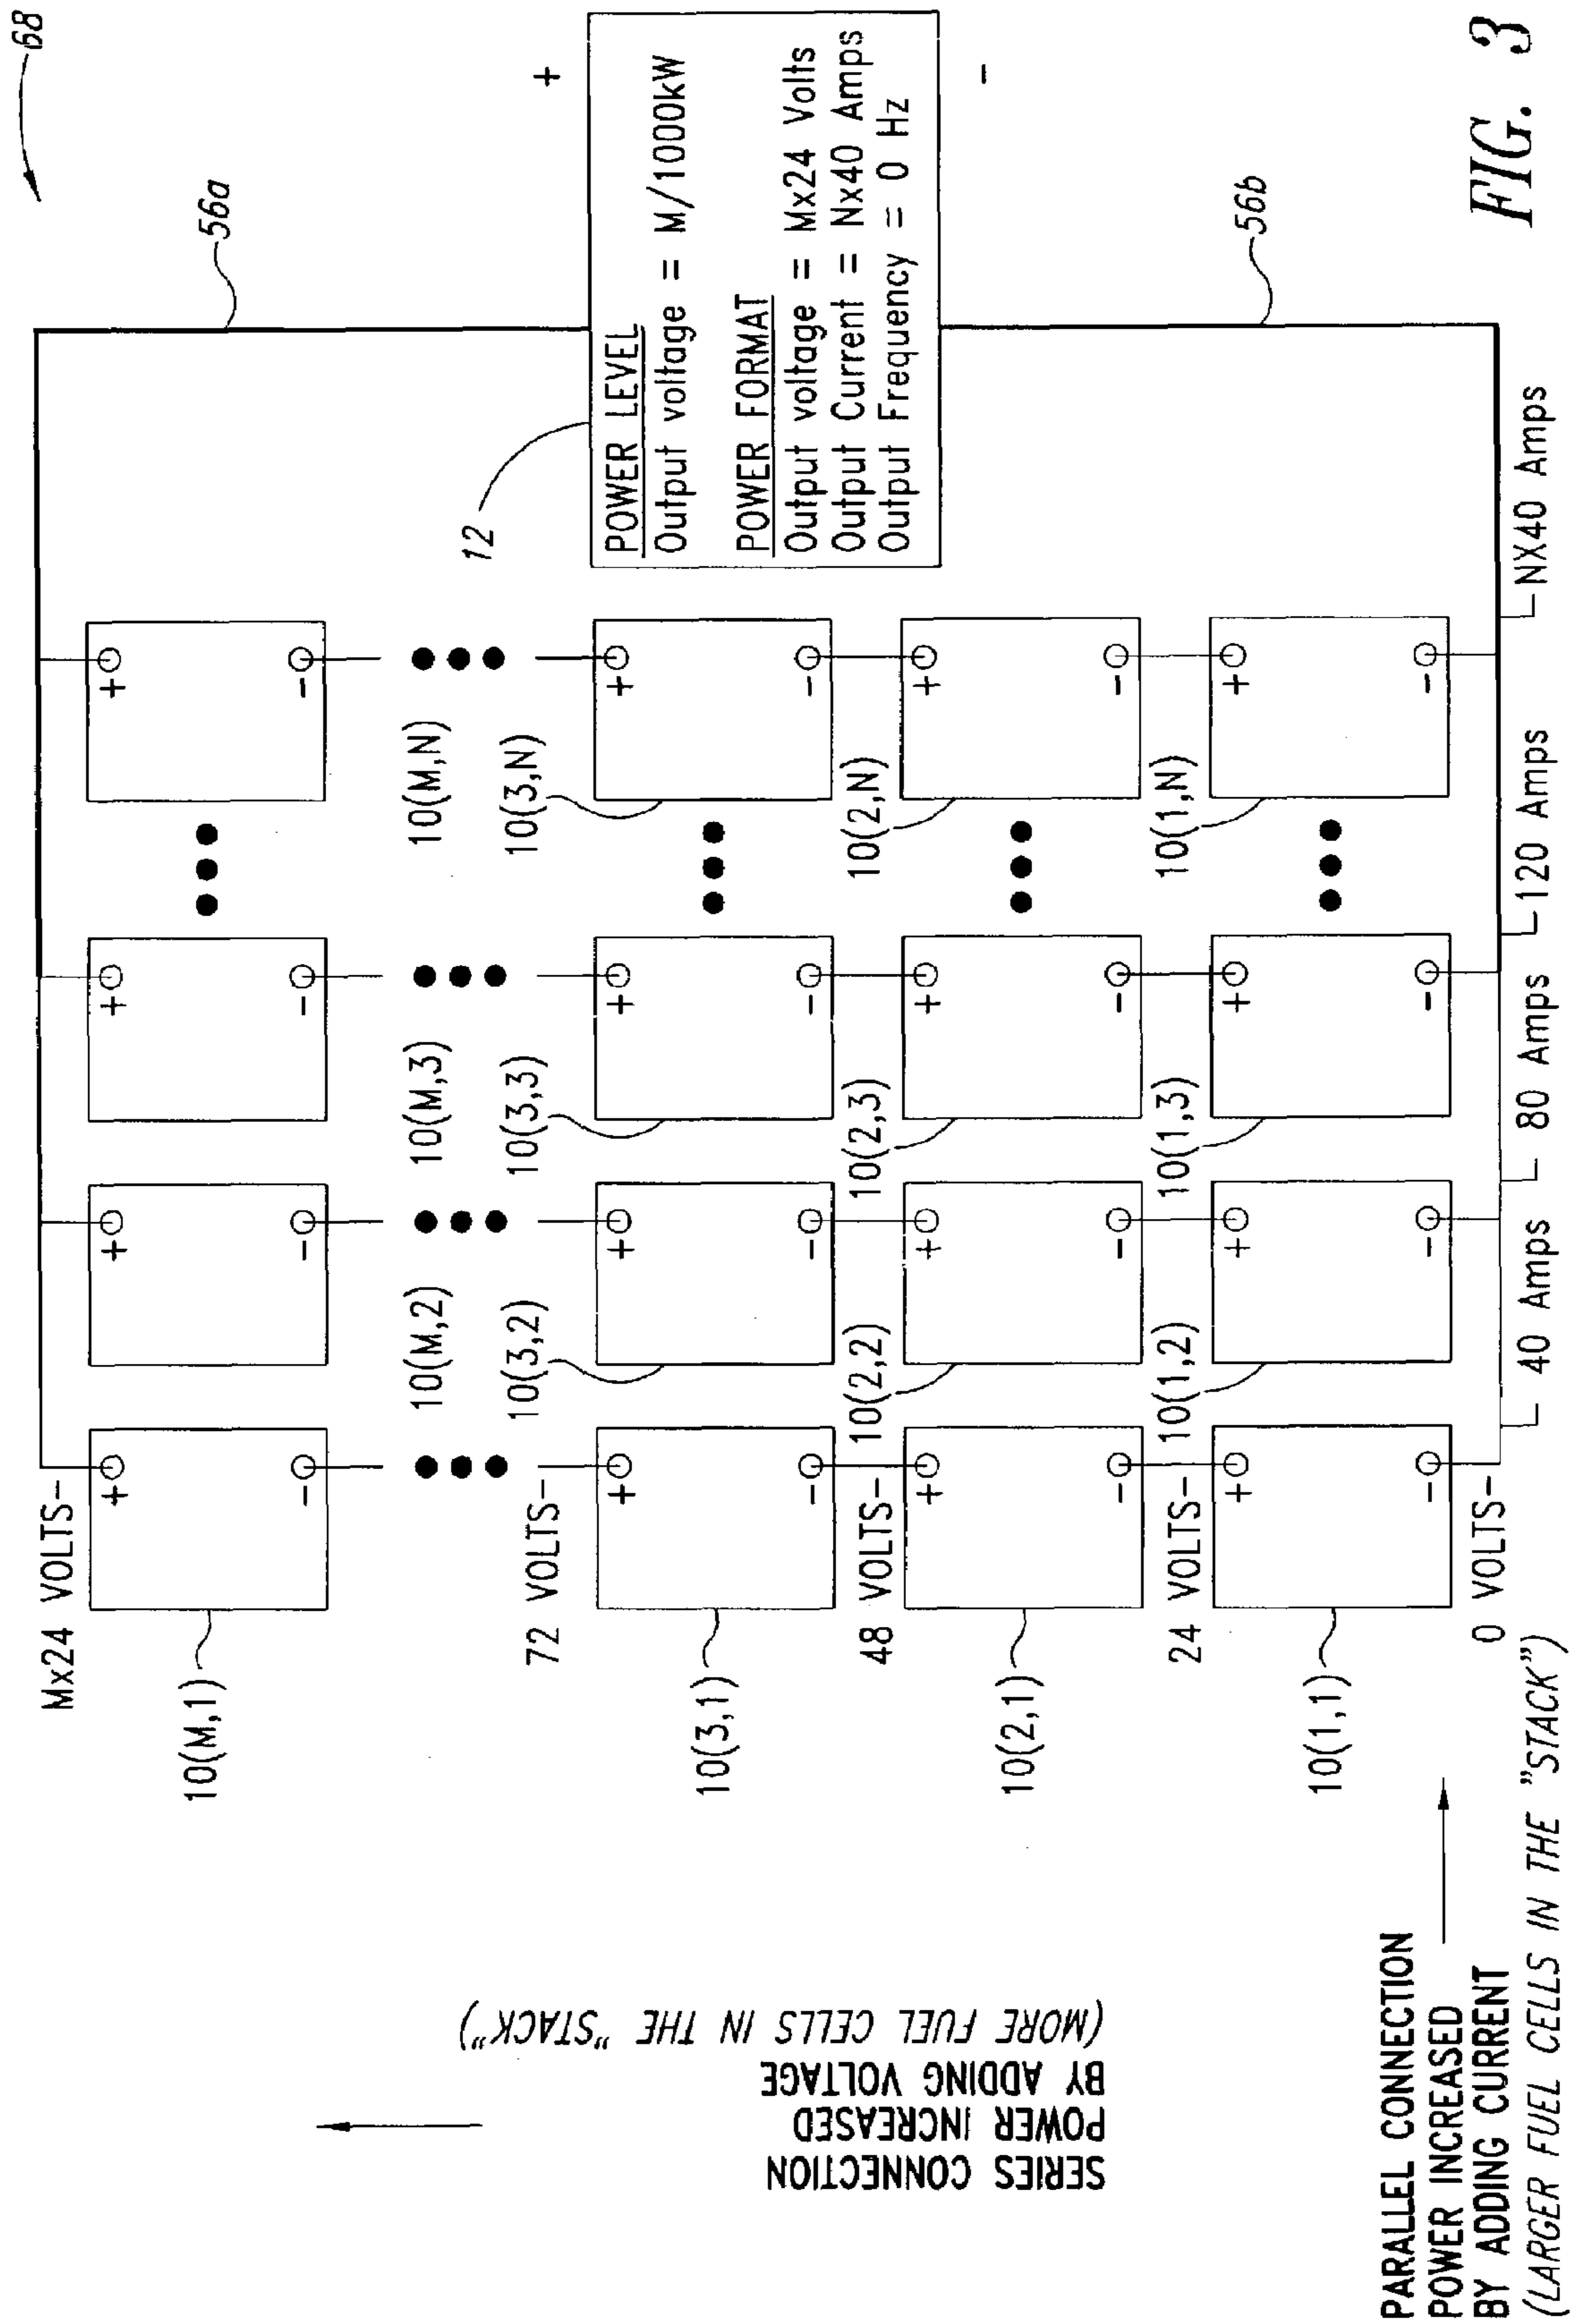 68
Mx24 VOLTS-
56a
10(M,1)
10(M,2)
10(M,3)
10(M,N)
+
-
+
-
+
-
+
-
SERIES CONNECTION
POWER INCREASED
BY ADDING VOLTAGE
(MORE FUEL CELLS IN THE "STACK")
72 VOLTS-
10(3,1)
10(3,2)
10(3,3)
10(3,N)
+
-
+
-
+
-
+
-
12
+
POWER LEVEL
Output voltage = M/1000kW
POWER FORMAT
Output voltage = Mx24 Volts
Output Current = Nx40 Amps
Output Frequency = 0 Hz
-
48 VOLTS-
10(2,1)
10(2,2)
10(2,3)
10(2,N)
+
-
+
-
+
-
+
-
24 VOLTS-
10(1,1)
10(1,2)
10(1,3)
10(1,N)
+
-
+
-
+
-
+
-
56b
0 VOLTS-
40 Amps
80 Amps
120 Amps
NX40 Amps
PARALLEL CONNECTION
POWER INCREASED
BY ADDING CURRENT
(LARGER FUEL CELLS IN THE "STACK")
FIG. 3